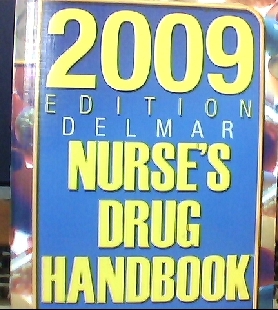 2009
EDITION
DELMAR
NURSE'S
DRUG
HANDBOOK